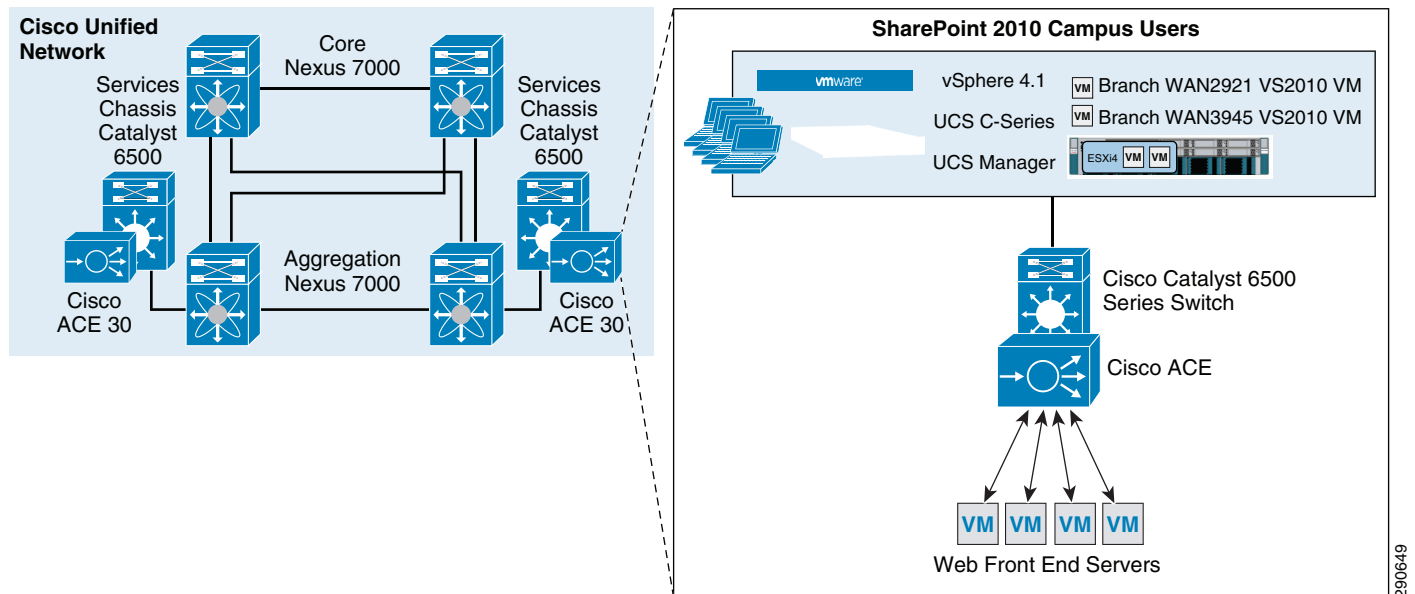 Cisco Unified
Network
Core
Nexus 7000
Services
Chassis
Catalyst
6500
Services
Chassis
Catalyst
6500
Aggregation
Nexus 7000
Cisco
ACE 30
Cisco
ACE 30
SharePoint 2010 Campus Users
vmware
vSphere 4.1
UCS C-Series
UCS Manager
VM Branch WAN2921 VS2010 VM
VM Branch WAN3945 VS2010 VM
ESXi4 VM VM
Cisco Catalyst 6500
Series Switch
Cisco ACE
VM VM VM VM
Web Front End Servers
290649